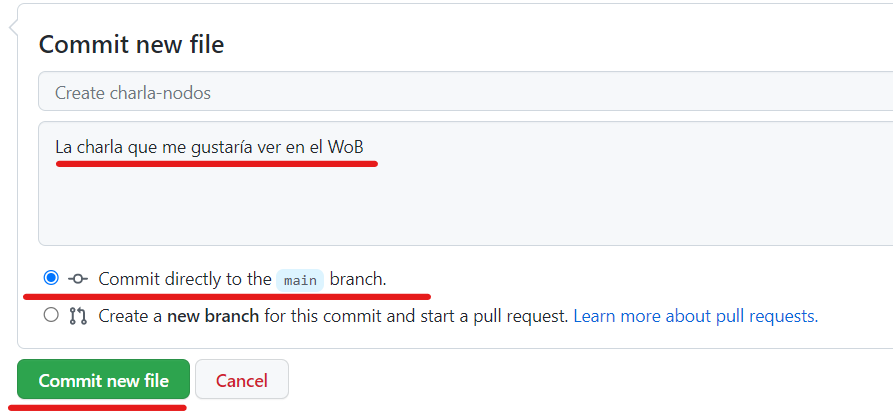 Commit new file
Create charla-nodos
La charla que me gustaría ver en el WoB
Commit directly to the main branch.
Create a new branch for this commit and start a pull request. Learn more about pull requests.
Commit new file Cancel